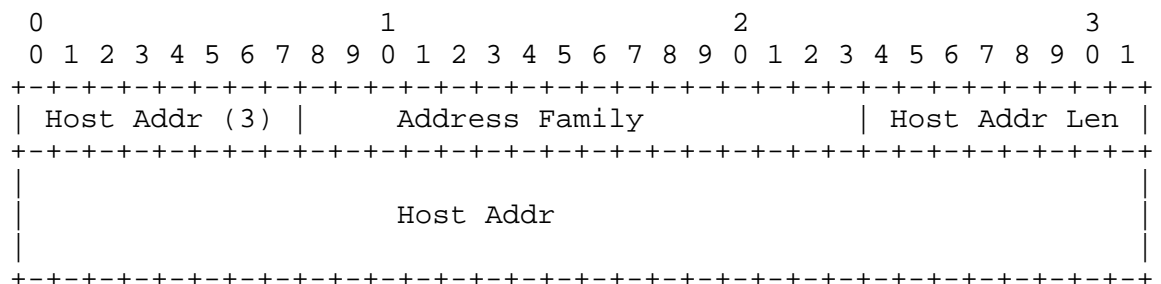 0                   1                   2                   3
 0 1 2 3 4 5 6 7 8 9 0 1 2 3 4 5 6 7 8 9 0 1 2 3 4 5 6 7 8 9 0 1
+-+-+-+-+-+-+-+-+-+-+-+-+-+-+-+-+-+-+-+-+-+-+-+-+-+-+-+-+-+-+-+-+
| Host Addr (3) |     Address Family            | Host Addr Len |
+-+-+-+-+-+-+-+-+-+-+-+-+-+-+-+-+-+-+-+-+-+-+-+-+-+-+-+-+-+-+-+-+
|                                                               |
|                     Host Addr                                 |
|                                                               |
+-+-+-+-+-+-+-+-+-+-+-+-+-+-+-+-+-+-+-+-+-+-+-+-+-+-+-+-+-+-+-+-+